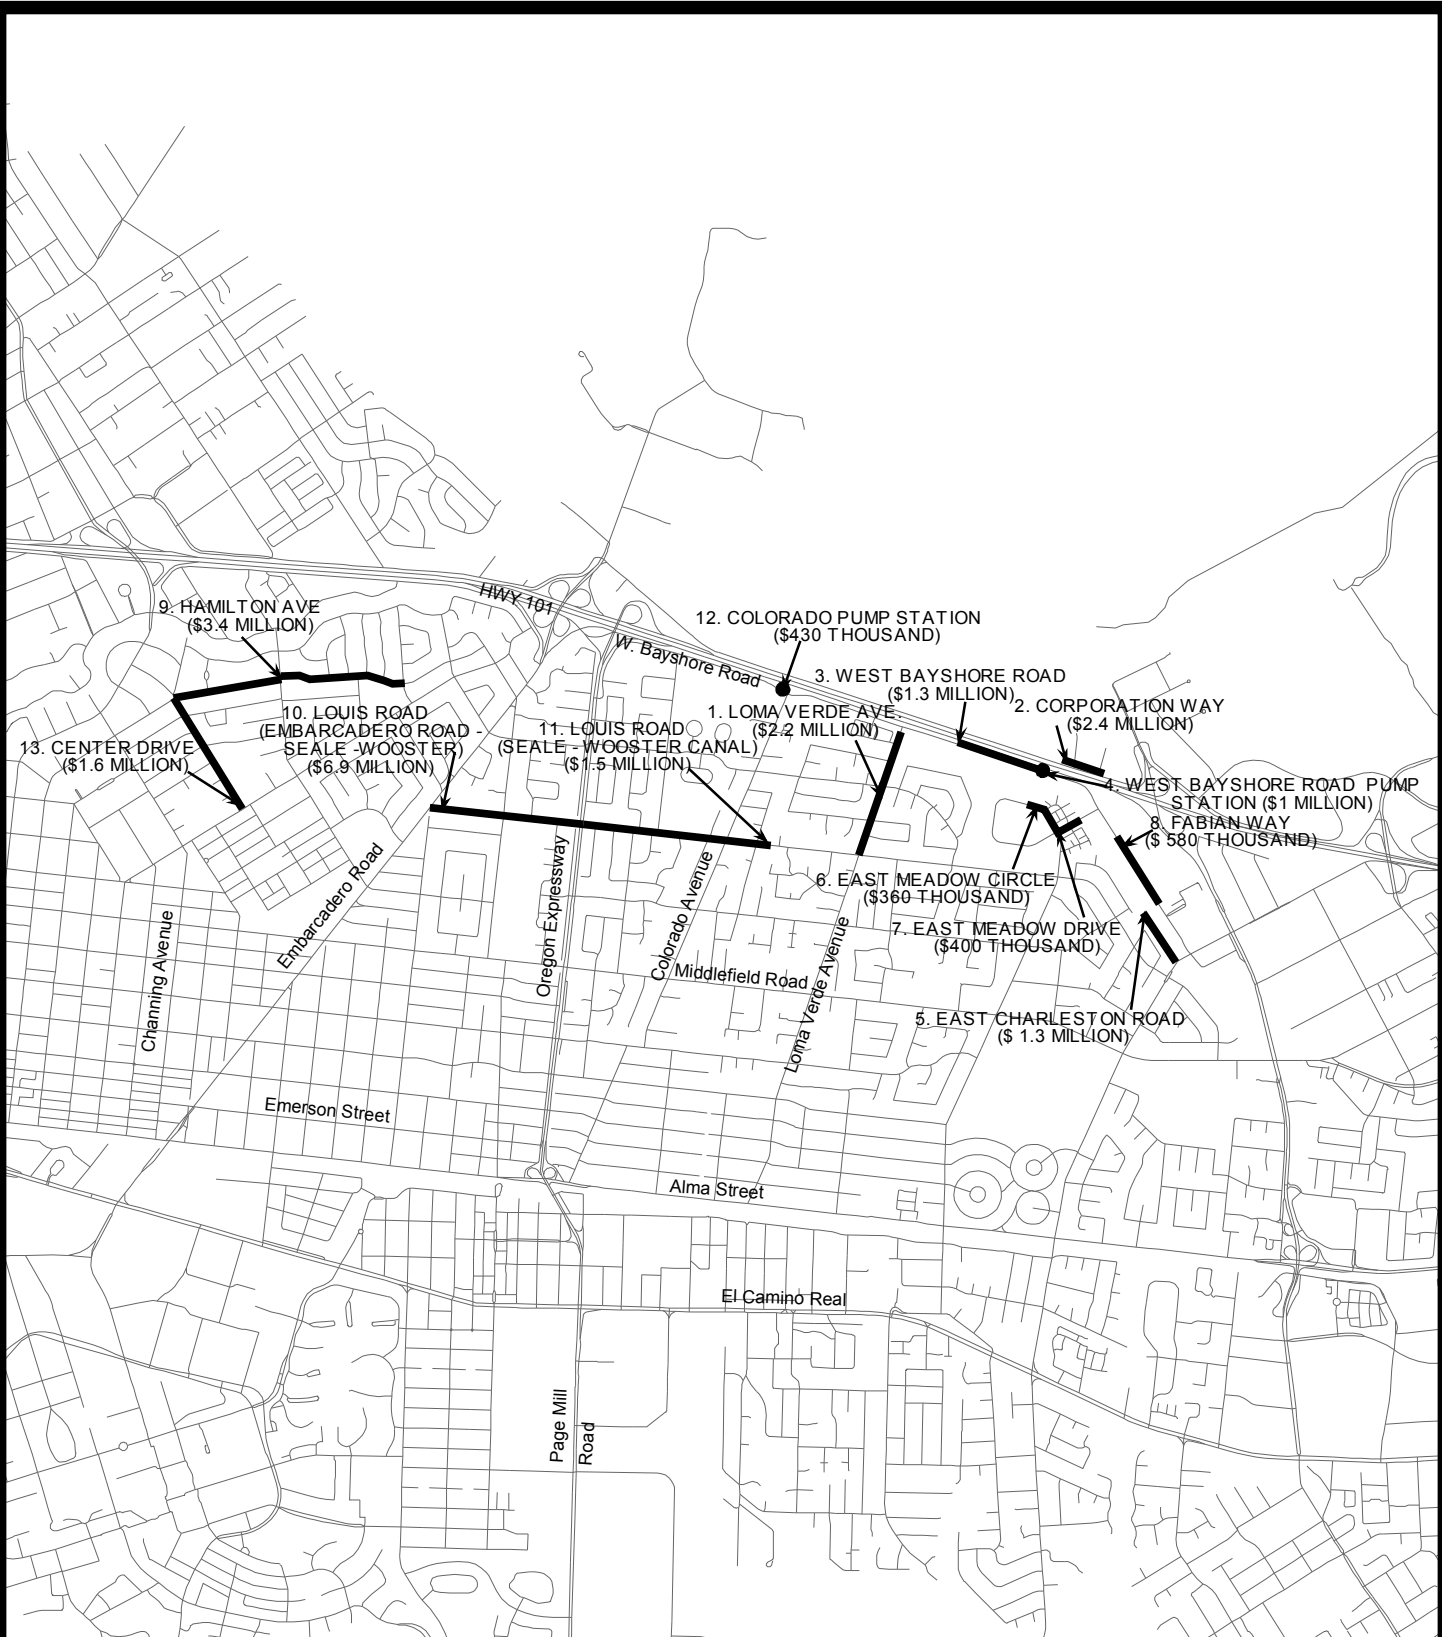 HWY 101
9. HAMILTON AVE
($3.4 MILLION)
12. COLORADO PUMP STATION
($430 THOUSAND)
W. Bayshore Road
3. WEST BAYSHORE ROAD
($1.3 MILLION)
2. CORPORATION WAY
($2.4 MILLION)
1. LOMA VERDE AVE.
($2.2 MILLION)
10. LOUIS ROAD
(EMBARCADERO ROAD -
SEALE -WOOSTER)
($6.9 MILLION)
11. LOUIS ROAD
(SEALE - WOOSTER CANAL)
($1.5 MILLION)
13. CENTER DRIVE
($1.6 MILLION)
4. WEST BAYSHORE ROAD PUMP
STATION ($1 MILLION)
8. FABIAN WAY
($ 580 THOUSAND)
6. EAST MEADOW CIRCLE
($360 THOUSAND)
7. EAST MEADOW DRIVE
($400 THOUSAND)
5. EAST CHARLESTON ROAD
($ 1.3 MILLION)
Channing Avenue
Embarcadero Road
Oregon Expressway
Colorado Avenue
Middlefield Road
Loma Verde Avenue
Emerson Street
Alma Street
El Camino Real
Page Mill
Road